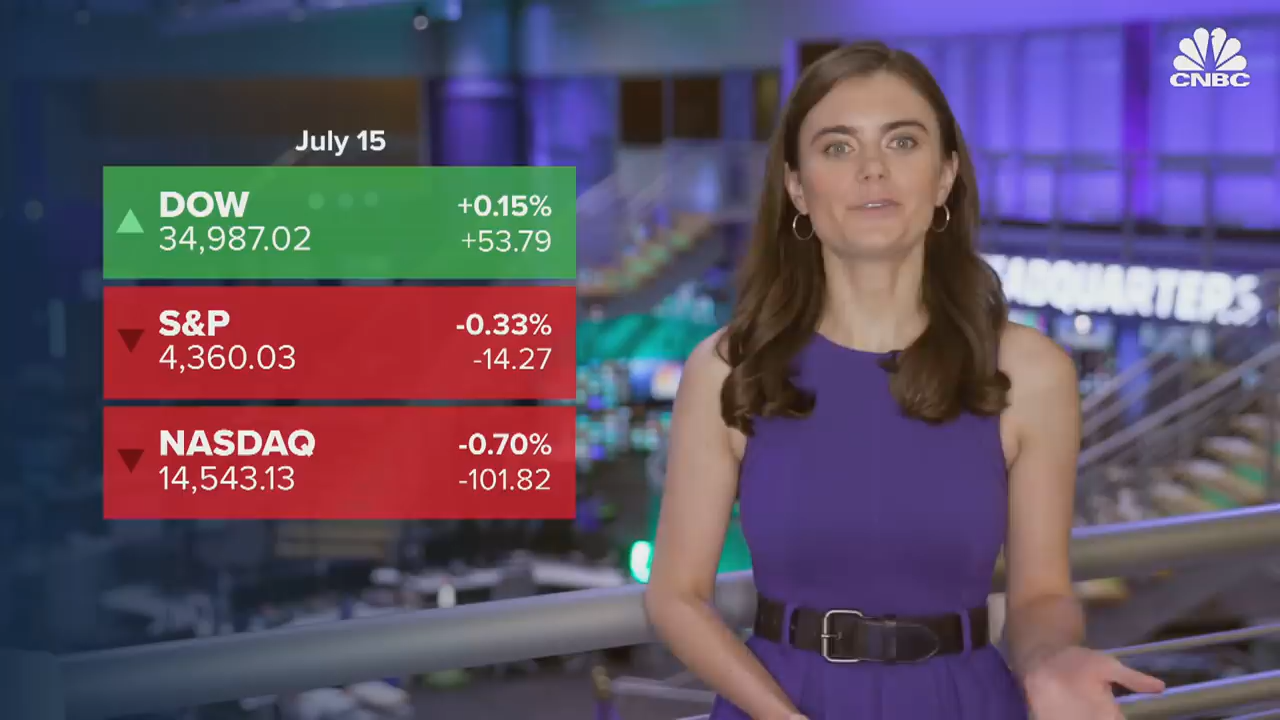 CNBC
July 15
DOW
+0.15%
34,987.02
+53.79
S&P
-0.33%
4,360.03
-14.27
NASDAQ
-0.70%
14,543.13
-101.82